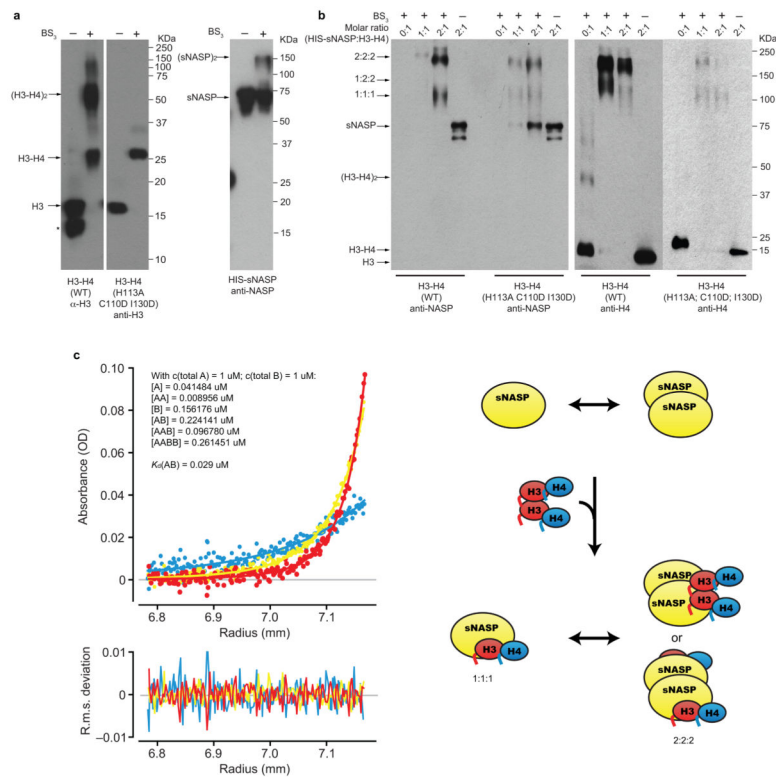 a
BS3
– +
KDa
250
150
100
75
(H3-H4)2
50
37
H3-H4
25
20
H3
15
*
10
H3-H4
(WT)
α-H3
H3-H4
(H113A
C110D I130D)
anti-H3
BS3
– +
KDa
(sNASP)2
250
150
100
sNASP
75
50
37
25
20
15
HIS-sNASP
anti-NASP
b
BS3
+ + + – + + + – + + + – + + + –
Molar ratio
(HIS-sNASP:H3-H4)
0:1 1:1 2:1 2:1 0:1 1:1 2:1 2:1 0:1 1:1 2:1 2:1 0:1 1:1 2:1 2:1
KDa
2:2:2
1:2:2
1:1:1
sNASP
(H3-H4)2
H3-H4
H3
250
150
100
75
50
37
25
15
H3-H4
(WT)
anti-NASP
H3-H4
(H113A C110D I130D)
anti-NASP
H3-H4
(WT)
anti-H4
H3-H4
(H113A; C110D; I130D)
anti-H4
c
With c(total A) = 1 uM; c(total B) = 1 uM:
[A] = 0.041484 uM
[AA] = 0.008956 uM
[B] = 0.156176 uM
[AB] = 0.224141 uM
[AAB] = 0.096780 uM
[AABB] = 0.261451 uM
Kd(AB) = 0.029 uM
Absorbance (OD)
0.10
0.08
0.06
0.04
0.02
0
6.8 6.9 7.0 7.1
Radius (mm)
R.m.s. deviation
0.01
0
–0.01
6.8 6.9 7.0 7.1
Radius (mm)
sNASP
sNASP
sNASP
H3 H4
H3 H4
sNASP
H3 H4
1:1:1
sNASP
H3 H4
sNASP
H3 H4
or
sNASP
sNASP
H3 H4
2:2:2